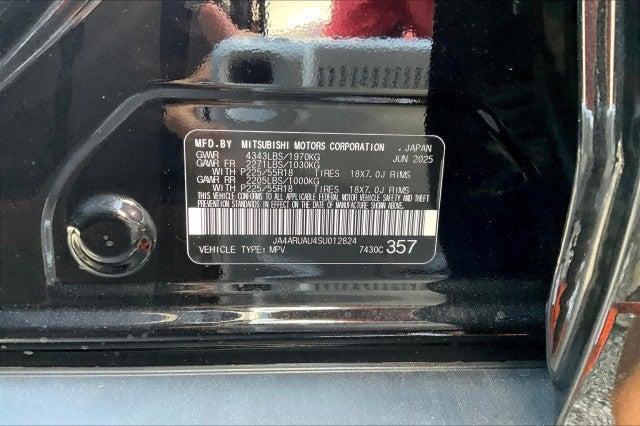 MFD.BY MITSUBISHI MOTORS CORPORATION . JAPAN
GVWR 4343LBS/1970KG JUN 2025
GAWR FR 2271LBS/1030KG
WITH P225/55R18 TIRES 18X7.0J RIMS
GAWR RR 2205LBS/1000KG
WITH P225/55R18 TIRES 18X7.0J RIMS
THIS VEHICLE CONFORMS TO ALL APPLICABLE FEDERAL MOTOR VEHICLE SAFETY AND THEFT PREVENTION STANDARDS IN EFFECT ON THE DATE OF MANUFACTURE SHOWN ABOVE.
JA4ARUAU4SU012824
VEHICLE TYPE:MPV 7430C 357